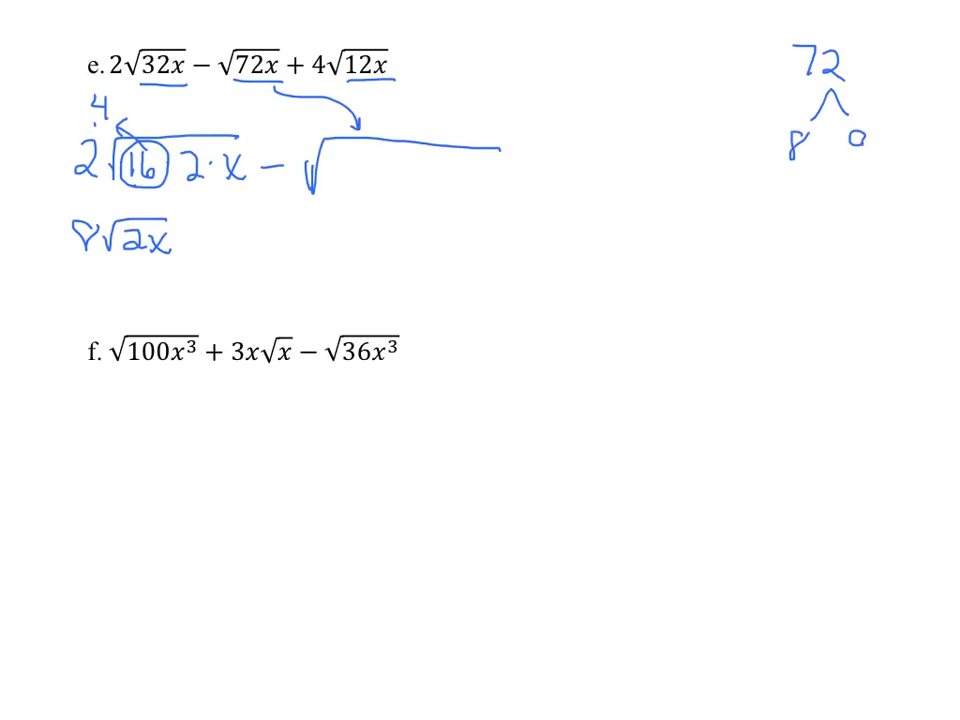 e. 2√32x − √72x + 4√12x
72
8
4
2√16 2·x − √
8√2x
f. √100x³ + 3x√x − √36x³